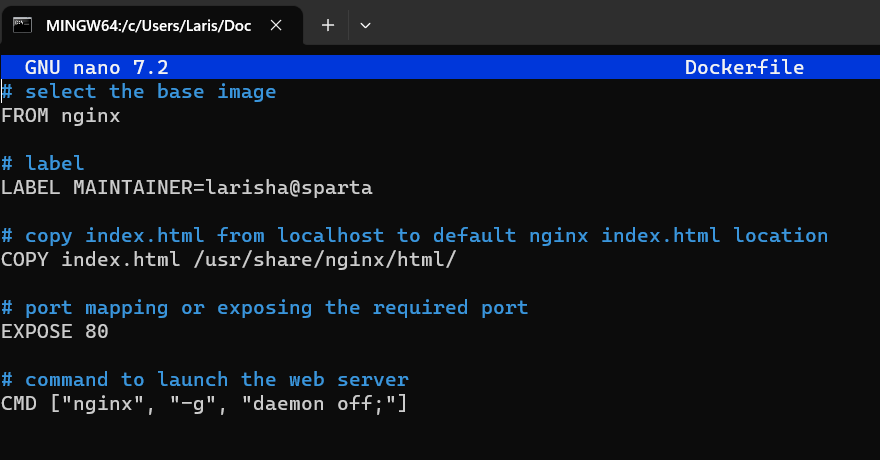 MINGW64:/c/Users/Laris/Doc
GNU nano 7.2 Dockerfile
# select the base image
FROM nginx
# label
LABEL MAINTAINER=larisha@sparta
# copy index.html from localhost to default nginx index.html location
COPY index.html /usr/share/nginx/html/
# port mapping or exposing the required port
EXPOSE 80
# command to launch the web server
CMD ["nginx", "-g", "daemon off;"]